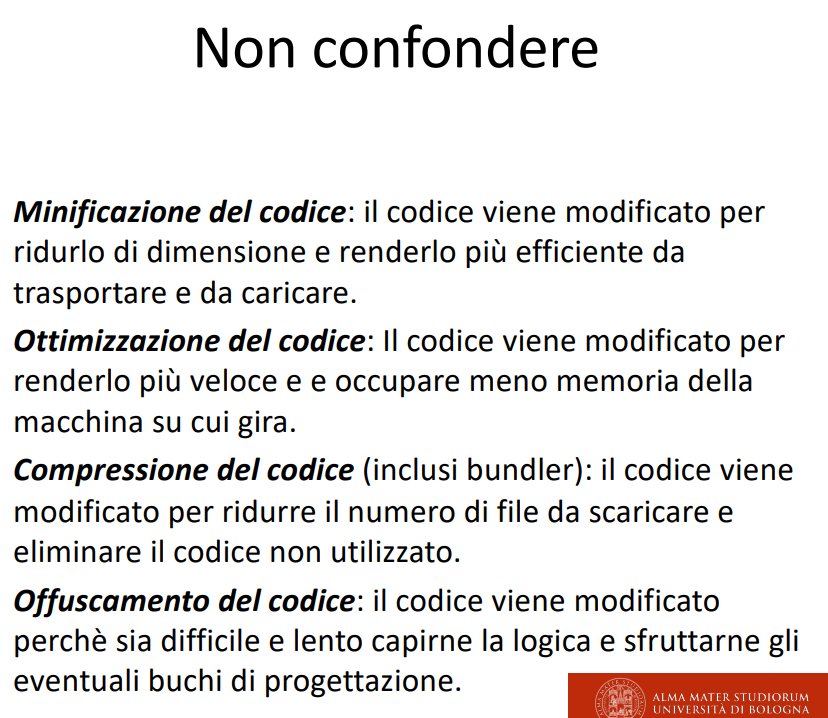 Non confondere
Minificazione del codice: il codice viene modificato per
ridurlo di dimensione e renderlo più efficiente da
trasportare e da caricare.
Ottimizzazione del codice: Il codice viene modificato per
renderlo più veloce e e occupare meno memoria della
macchina su cui gira.
Compressione del codice (inclusi bundler): il codice viene
modificato per ridurre il numero di file da scaricare e
eliminare il codice non utilizzato.
Offuscamento del codice: il codice viene modificato
perchè sia difficile e lento capirne la logica e sfruttarne gli
eventuali buchi di progettazione.
ALMA MATER STUDIORUM
UNIVERSITÀ DI BOLOGNA